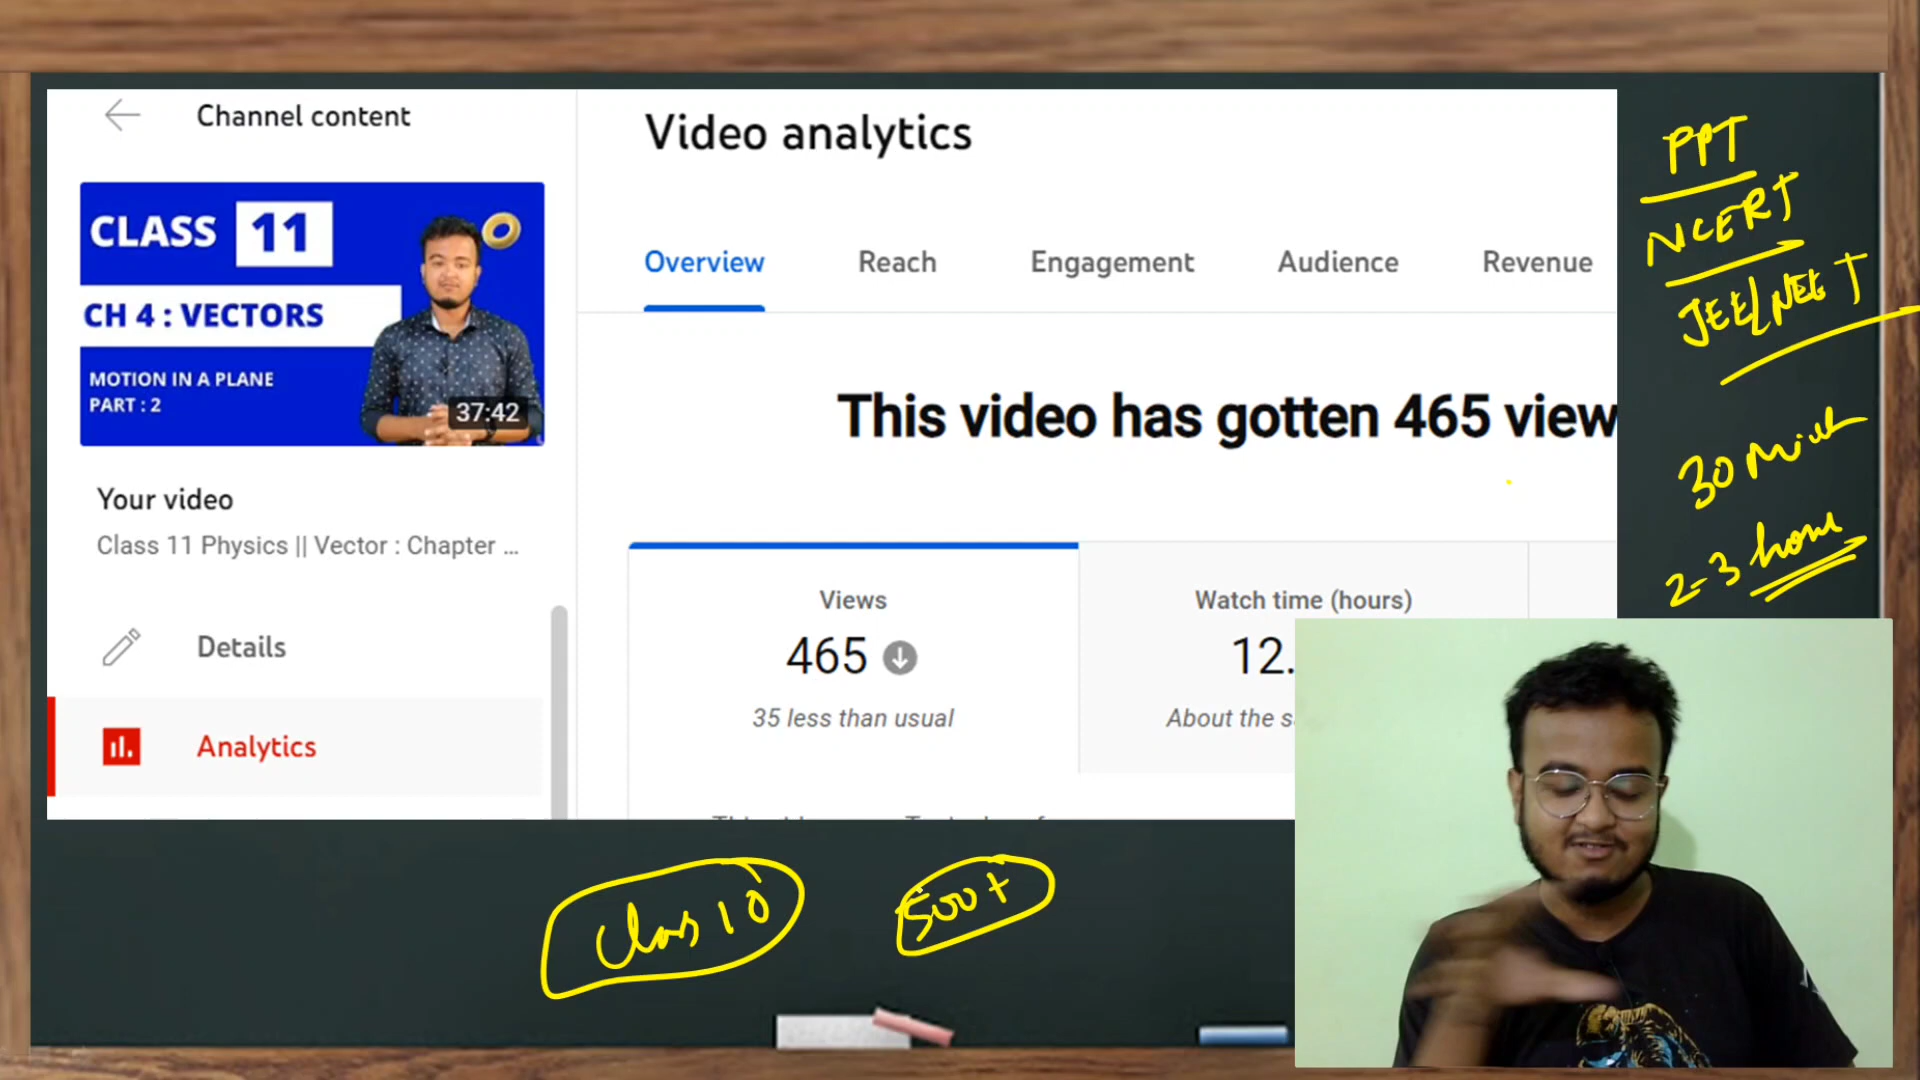 Channel content
CLASS 11
CH 4 : VECTORS
MOTION IN A PLANE
PART : 2
37:42
Your video
Class 11 Physics || Vector : Chapter ...
Details
Analytics
Video analytics
Overview Reach Engagement Audience Revenue
This video has gotten 465 view
Views
465
35 less than usual
Watch time (hours)
12.
About the s
PPT
NCERT
JEE/NEET
30
2-3 hour
Class 10
500+